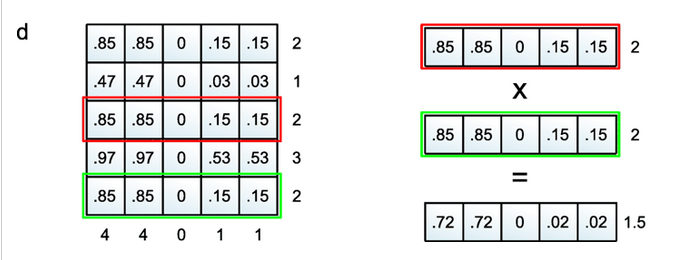 d
.85 .85 0 .15 .15 2
.47 .47 0 .03 .03 1
.85 .85 0 .15 .15 2
.97 .97 0 .53 .53 3
.85 .85 0 .15 .15 2
4 4 0 1 1
.85 .85 0 .15 .15 2
X
.85 .85 0 .15 .15 2
=
.72 .72 0 .02 .02 1.5